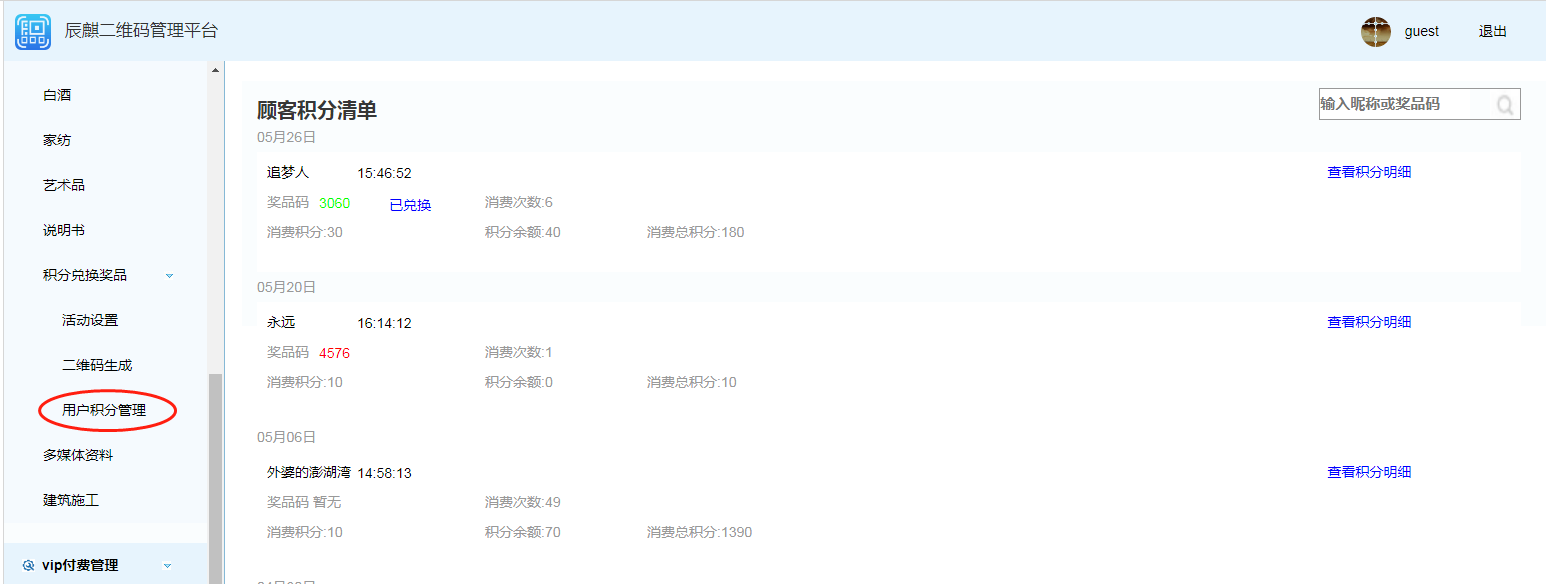 辰麒二维码管理平台
guest 退出
白酒
家纺
艺术品
说明书
积分兑换奖品
活动设置
二维码生成
用户积分管理
多媒体资料
建筑施工
vip付费管理
顾客积分清单
输入昵称或奖品码
05月26日
追梦人 15:46:52 查看积分明细
奖品码 3060 已兑换 消费次数:6
消费积分:30 积分余额:40 消费总积分:180
05月20日
永远 16:14:12 查看积分明细
奖品码 4576 消费次数:1
消费积分:10 积分余额:0 消费总积分:10
05月06日
外婆的澎湖湾 14:58:13 查看积分明细
奖品码 暂无 消费次数:49
消费积分:10 积分余额:70 消费总积分:1390